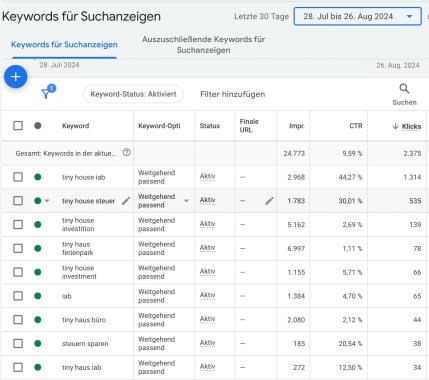 Keywords für Suchanzeigen
Letzte 30 Tage 28. Jul bis 26. Aug 2024
Keywords für Suchanzeigen
Auszuschließende Keywords für
Suchanzeigen
28. Juli 2024 26. Aug. 2024
1 Keyword-Status: Aktiviert Filter hinzufügen
Suchen
Keyword Keyword-Opti Status Finale URL Impr. CTR ↓ Klicks
Gesamt: Keywords in der aktue... 24.773 9,59 % 2.375
tiny house iab Weitgehend passend Aktiv – 2.968 44,27 % 1.314
tiny house steuer Weitgehend passend Aktiv – 1.783 30,01 % 535
tiny house investition Weitgehend passend Aktiv – 5.162 2,69 % 139
tiny haus ferienpark Weitgehend passend Aktiv – 6.997 1,11 % 78
tiny house investment Weitgehend passend Aktiv – 1.155 5,71 % 66
iab Weitgehend passend Aktiv – 1.384 4,70 % 65
tiny haus büro Weitgehend passend Aktiv – 2.080 2,12 % 44
steuern sparen Weitgehend passend Aktiv – 185 20,54 % 38
tiny haus iab Weitgehend passend Aktiv – 272 12,50 % 34